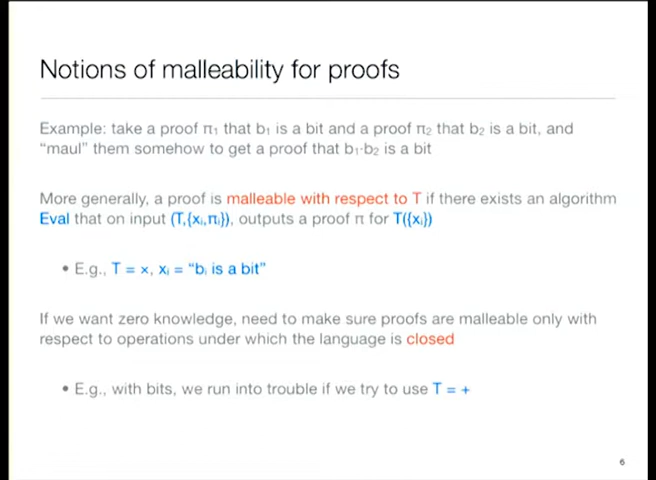 Notions of malleability for proofs
Example: take a proof π₁ that b₁ is a bit and a proof π₂ that b₂ is a bit, and
“maul” them somehow to get a proof that b₁·b₂ is a bit
More generally, a proof is malleable with respect to T if there exists an algorithm
Eval that on input (T,{xᵢ,πᵢ}), outputs a proof π for T({xᵢ})
• E.g., T = ×, xᵢ = “bᵢ is a bit”
If we want zero knowledge, need to make sure proofs are malleable only with
respect to operations under which the language is closed
• E.g., with bits, we run into trouble if we try to use T = +
6